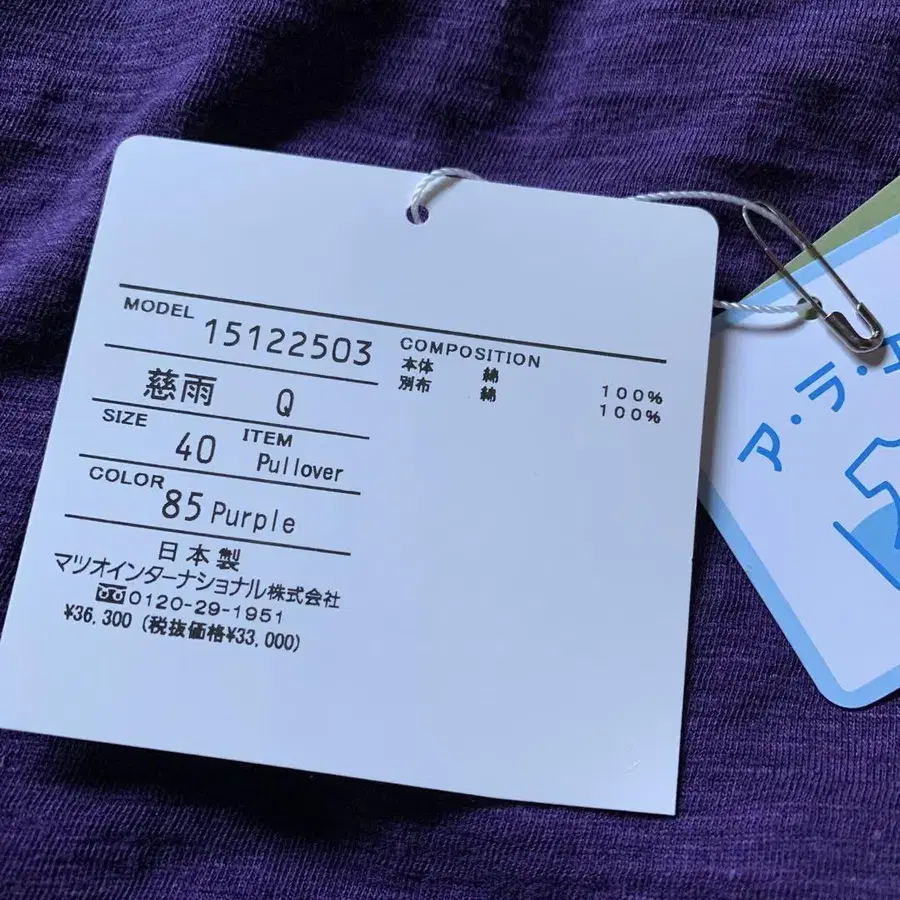 MODEL 15122503
慈雨 Q
SIZE 40 ITEM Pullover
COLOR 85 Purple
日本製
マツオインターナショナル株式会社
0120-29-1951
¥36,300 (税抜価格¥33,000)
COMPOSITION
本体 綿 100%
別布 綿 100%
ア・ラ・